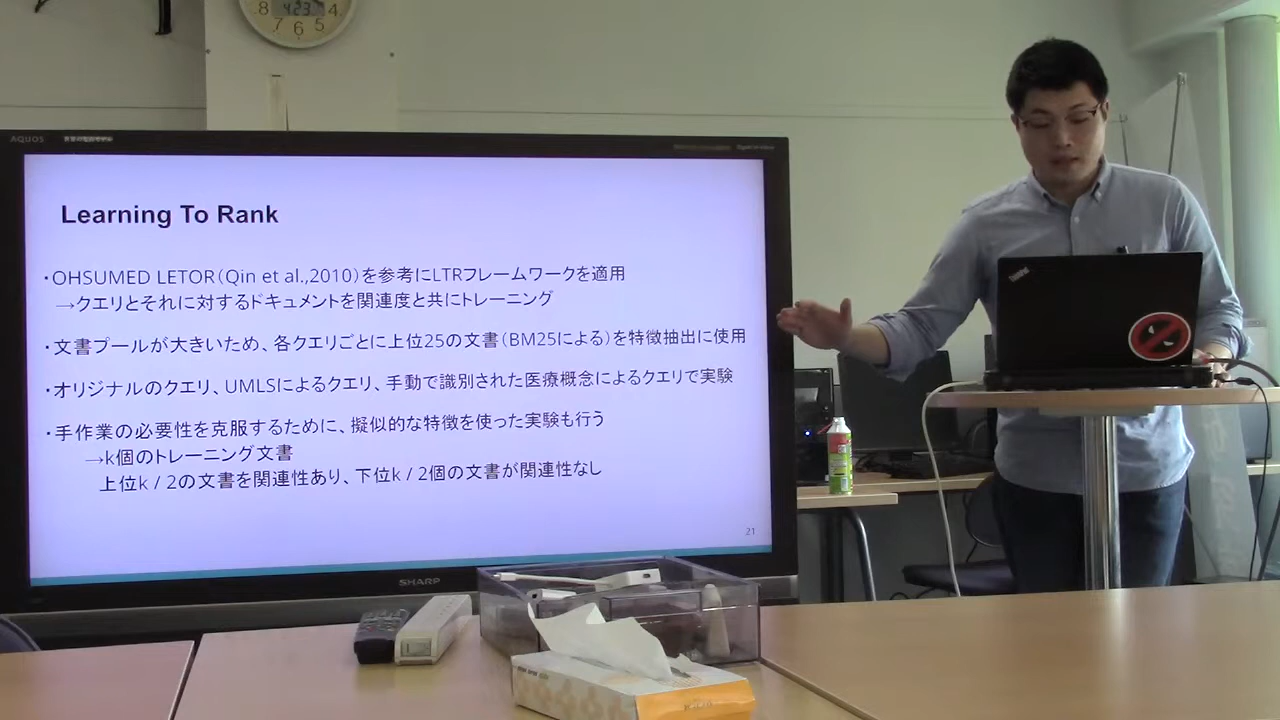 8
4
4.23
7
6
5
AQUOS
Learning To Rank
・OHSUMED LETOR（Qin et al.,2010）を参考にLTRフレームワークを適用
→クエリとそれに対するドキュメントを関連度と共にトレーニング
・文書プールが大きいため、各クエリごとに上位25の文書（BM25による）を特徴抽出に使用
・オリジナルのクエリ、UMLSによるクエリ、手動で識別された医療概念によるクエリで実験
・手作業の必要性を克服するために、擬似的な特徴を使った実験も行う
→k個のトレーニング文書
上位k / 2の文書を関連性あり、下位k / 2個の文書が関連性なし
21
SHARP
ThinkPad